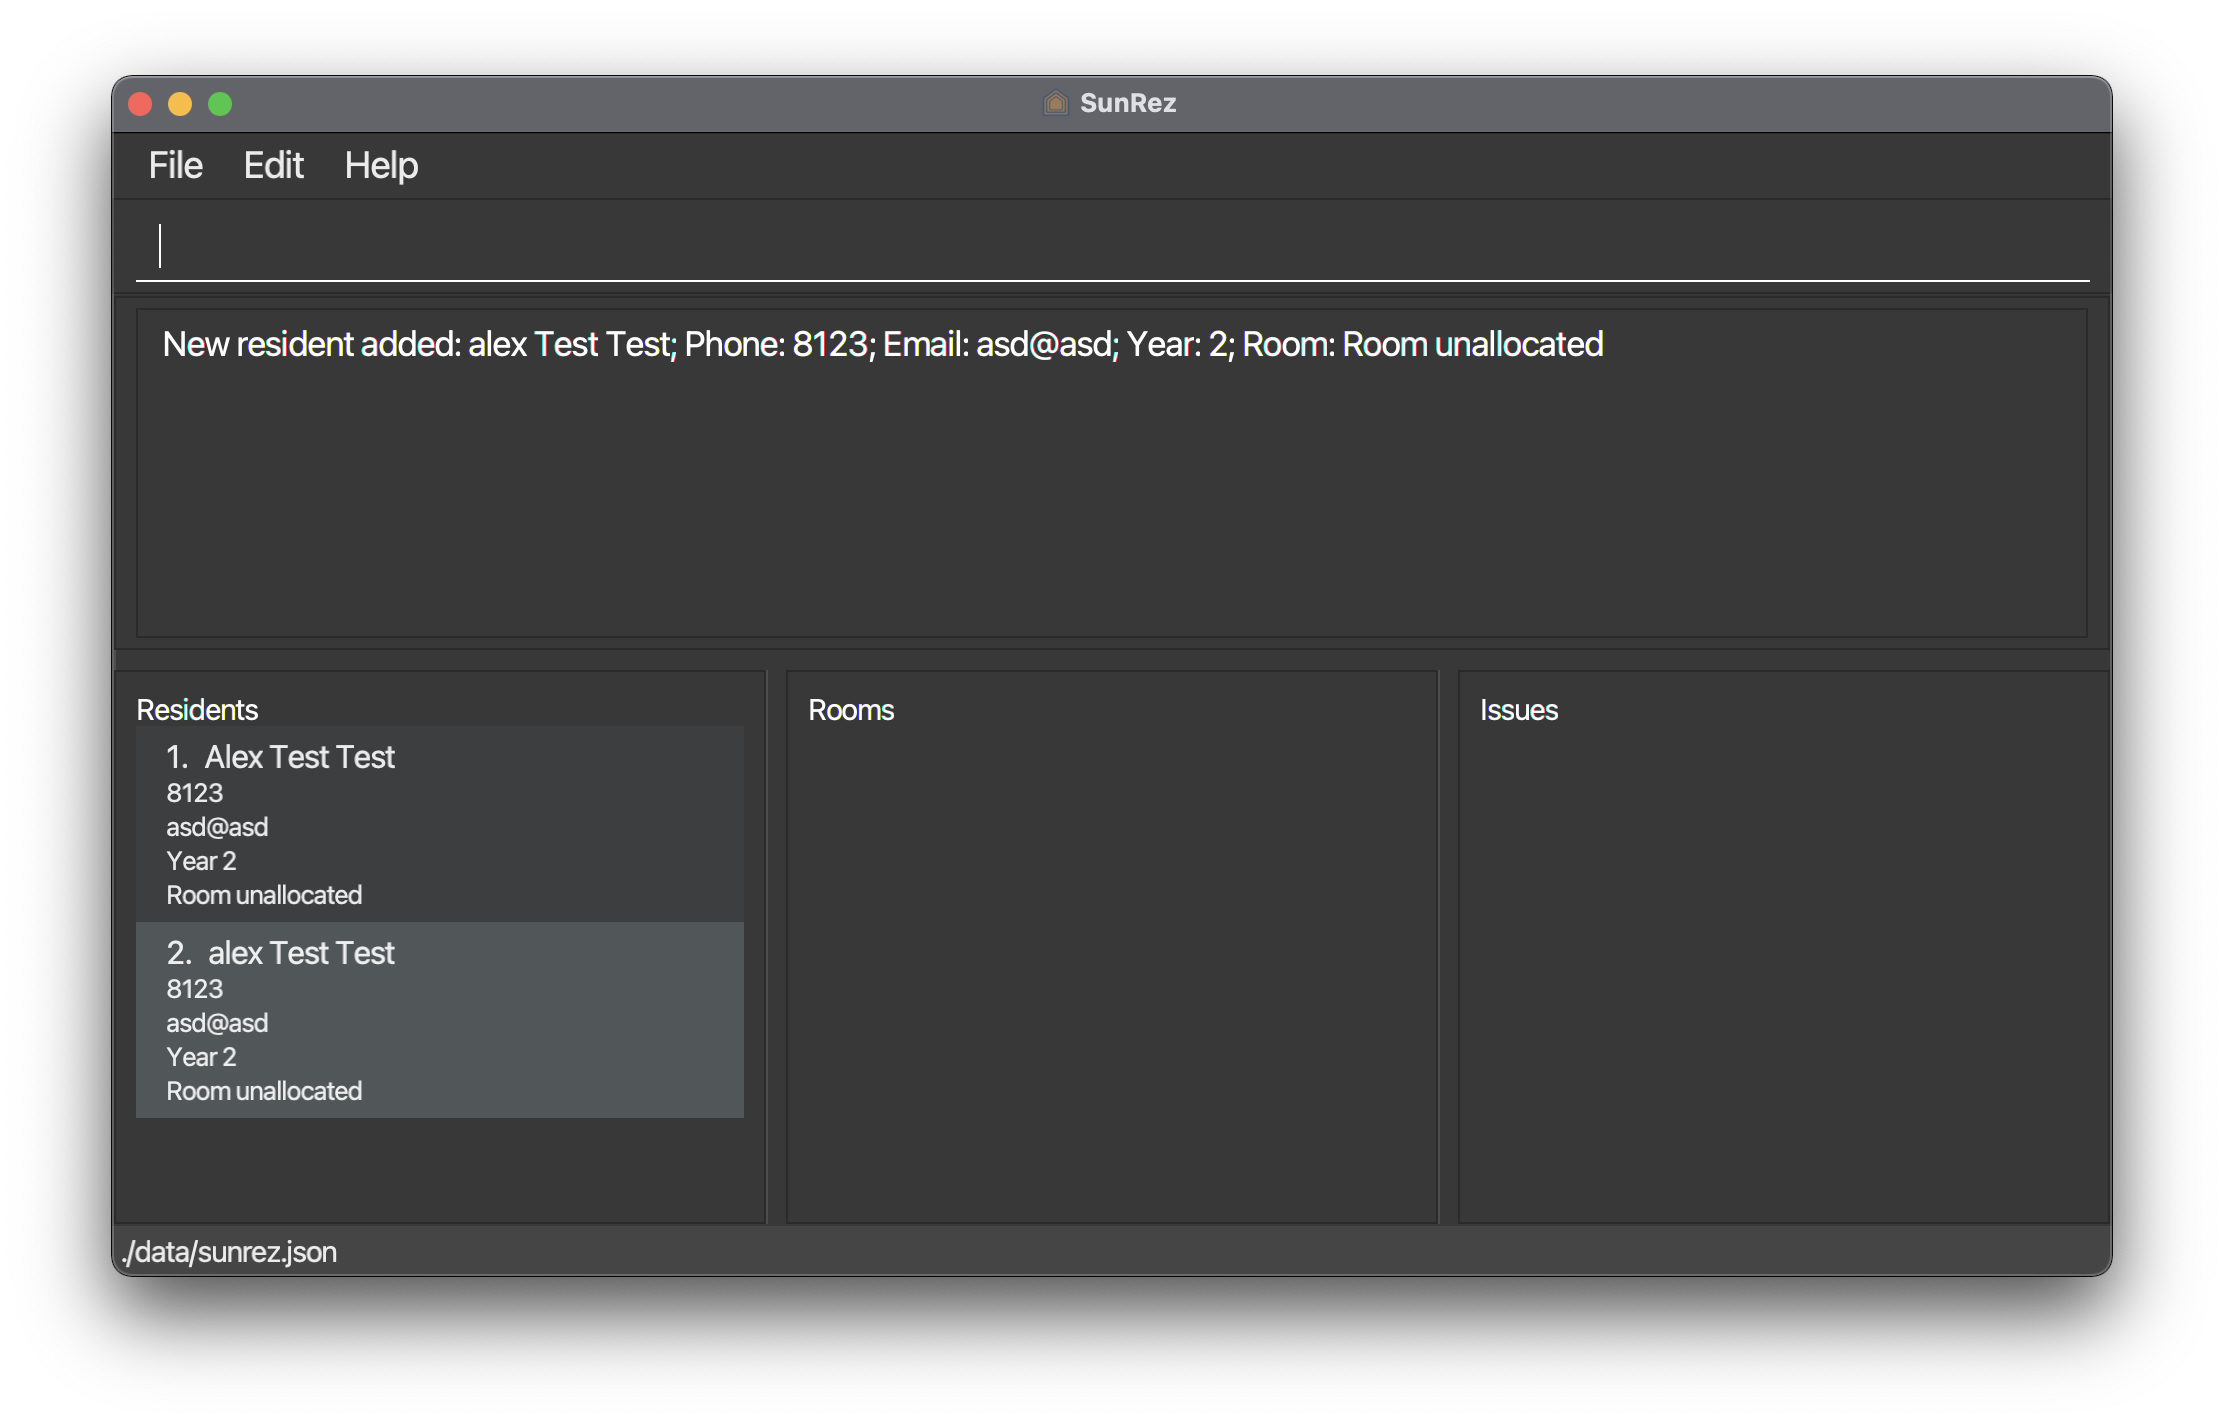 SunRez
File Edit Help
New resident added: alex Test Test; Phone: 8123; Email: asd@asd; Year: 2; Room: Room unallocated
Residents
1. Alex Test Test
8123
asd@asd
Year 2
Room unallocated
2. alex Test Test
8123
asd@asd
Year 2
Room unallocated
Rooms
Issues
./data/sunrez.json